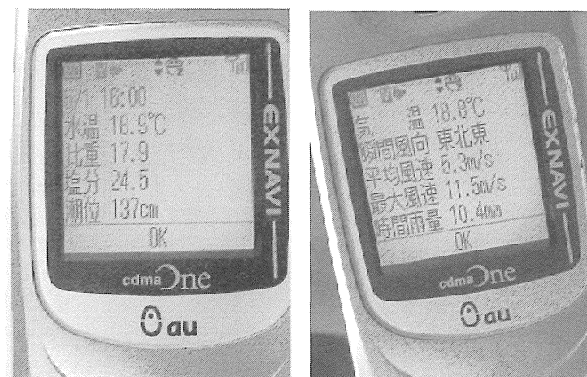 5/1 18:00
水温 18.9℃
比重 17.9
塩分 24.5
潮位 137cm
OK
EXNAVI
cdmaOne
au
気 温 18.0℃
瞬間風向 東北東
平均風速 5.3m/s
最大風速 11.5m/s
時間雨量 10.4mm
OK
EXNAVI
cdmaOne
au